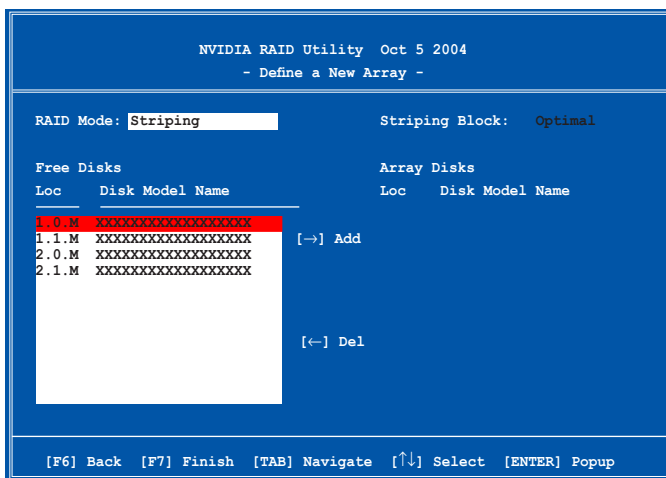 NVIDIA RAID Utility  Oct 5 2004
- Define a New Array -
RAID Mode: Striping
Striping Block: Optimal
Free Disks
Array Disks
Loc Disk Model Name
Loc Disk Model Name
1.0.M XXXXXXXXXXXXXXXXXX
1.1.M XXXXXXXXXXXXXXXXXX
2.0.M XXXXXXXXXXXXXXXXXX
2.1.M XXXXXXXXXXXXXXXXXX
[→] Add
[←] Del
[F6] Back [F7] Finish [TAB] Navigate [↑↓] Select [ENTER] Popup